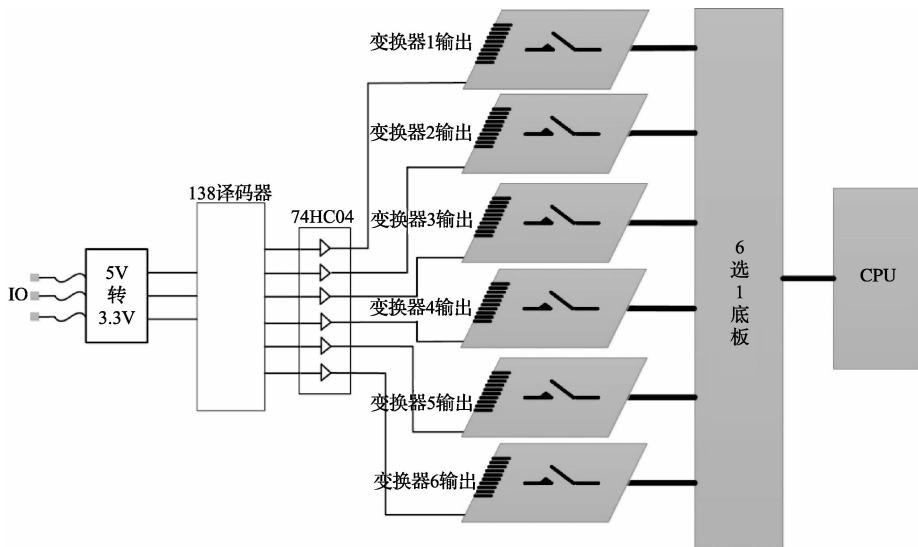 变换器1输出
变换器2输出
138译码器
74HC04
变换器3输出
5V
转
3.3V
IO
6
选
1
底
板
CPU
变换器4输出
变换器5输出
变换器6输出